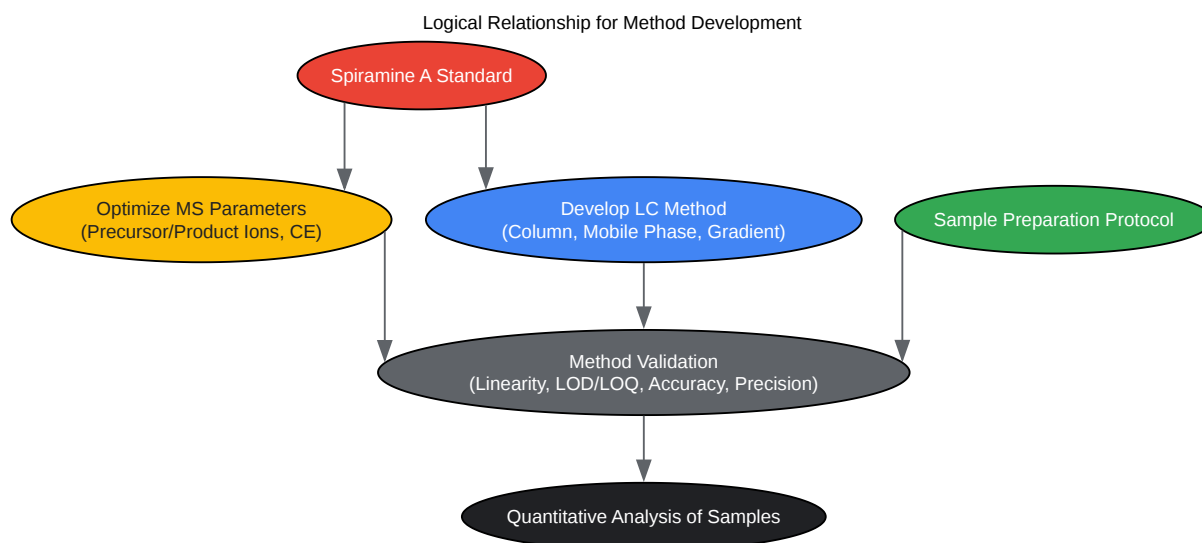 Logical Relationship for Method Development
Spiramine A Standard
Optimize MS Parameters
(Precursor/Product Ions, CE)
Develop LC Method
(Column, Mobile Phase, Gradient)
Sample Preparation Protocol
Method Validation
(Linearity, LOD/LOQ, Accuracy, Precision)
Quantitative Analysis of Samples